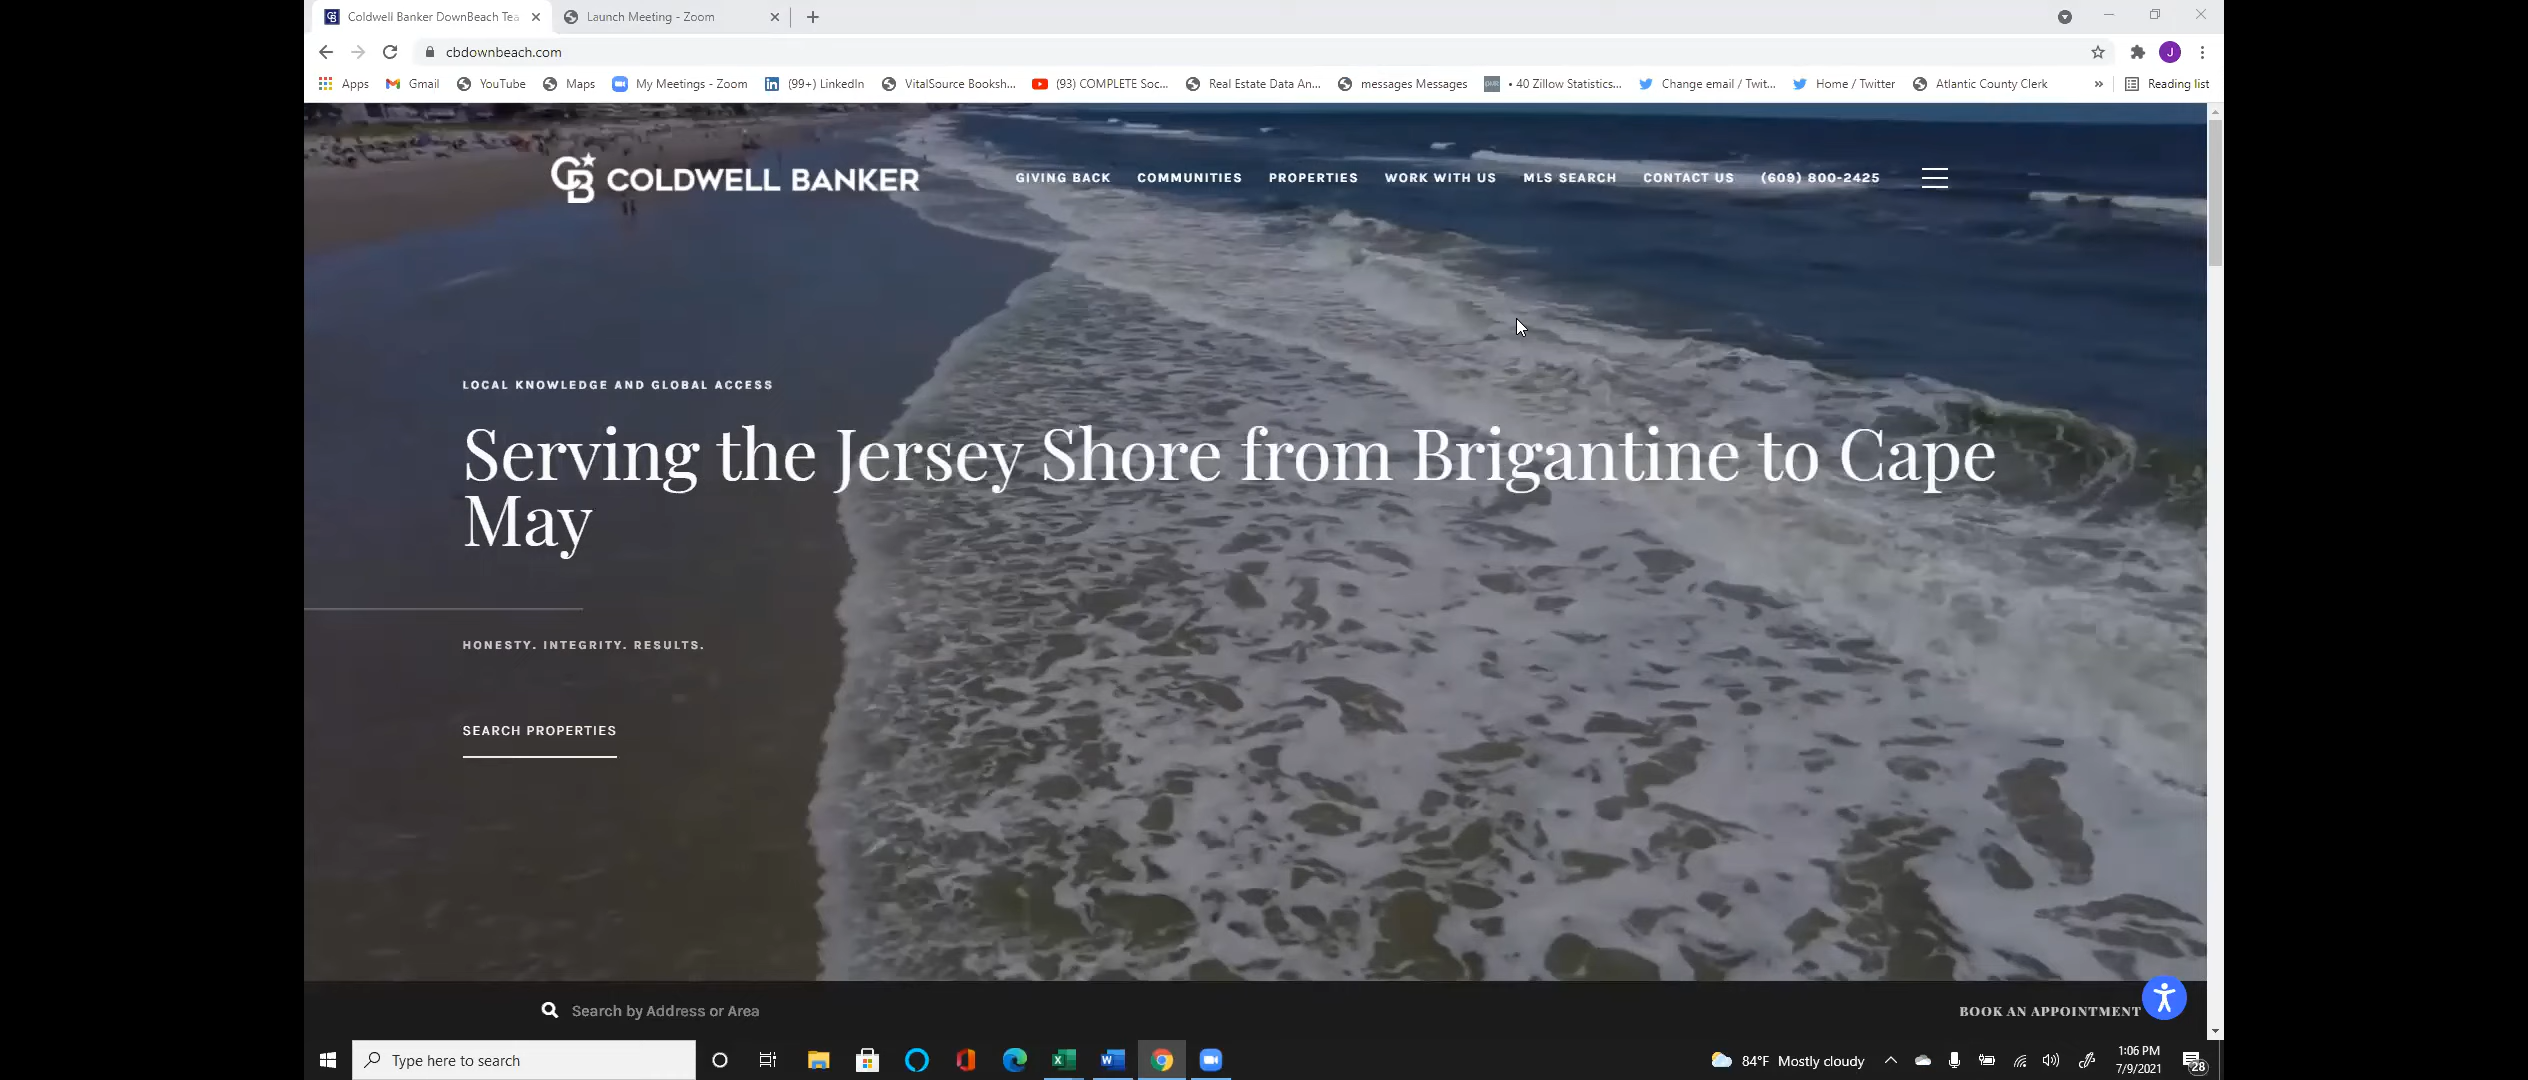 Coldwell Banker DownBeach Tea
Launch Meeting - Zoom
cbdownbeach.com
Apps
Gmail
YouTube
Maps
My Meetings - Zoom
(99+) LinkedIn
VitalSource Booksh...
(93) COMPLETE Soc...
Real Estate Data An...
messages Messages
• 40 Zillow Statistics...
Change email / Twit...
Home / Twitter
Atlantic County Clerk
»
Reading list
COLDWELL BANKER
GIVING BACK
COMMUNITIES
PROPERTIES
WORK WITH US
MLS SEARCH
CONTACT US
(609) 800-2425
LOCAL KNOWLEDGE AND GLOBAL ACCESS
Serving the Jersey Shore from Brigantine to Cape
May
HONESTY. INTEGRITY. RESULTS.
SEARCH PROPERTIES
Search by Address or Area
BOOK AN APPOINTMENT
Type here to search
84°F Mostly cloudy
1:06 PM
7/9/2021
28